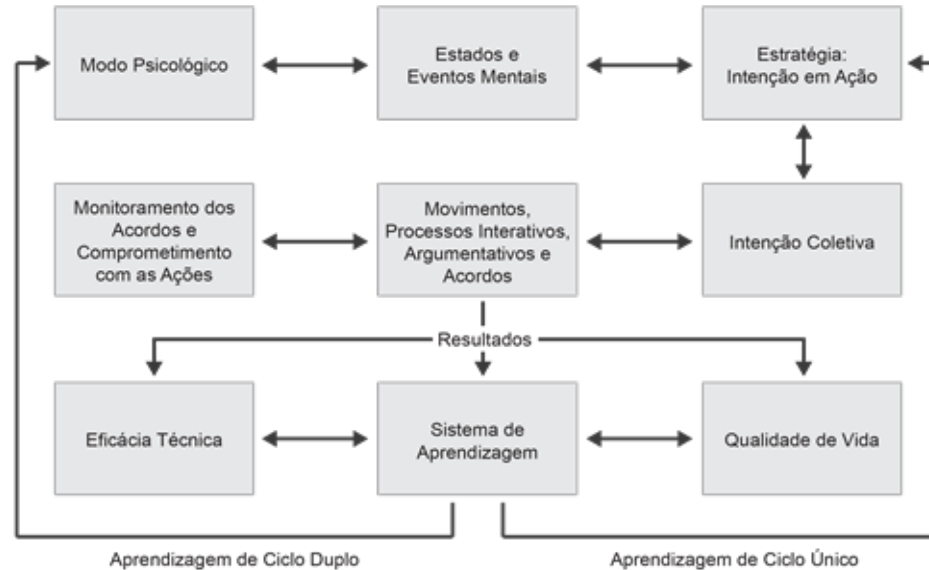 Modo Psicológico
Estados e
Eventos Mentais
Estratégia:
Intenção em Ação
Monitoramento dos
Acordos e
Comprometimento
com as Ações
Movimentos,
Processos Interativos,
Argumentativos e
Acordos
Intenção Coletiva
Resultados
Eficácia Técnica
Sistema de
Aprendizagem
Qualidade de Vida
Aprendizagem de Ciclo Duplo
Aprendizagem de Ciclo Único